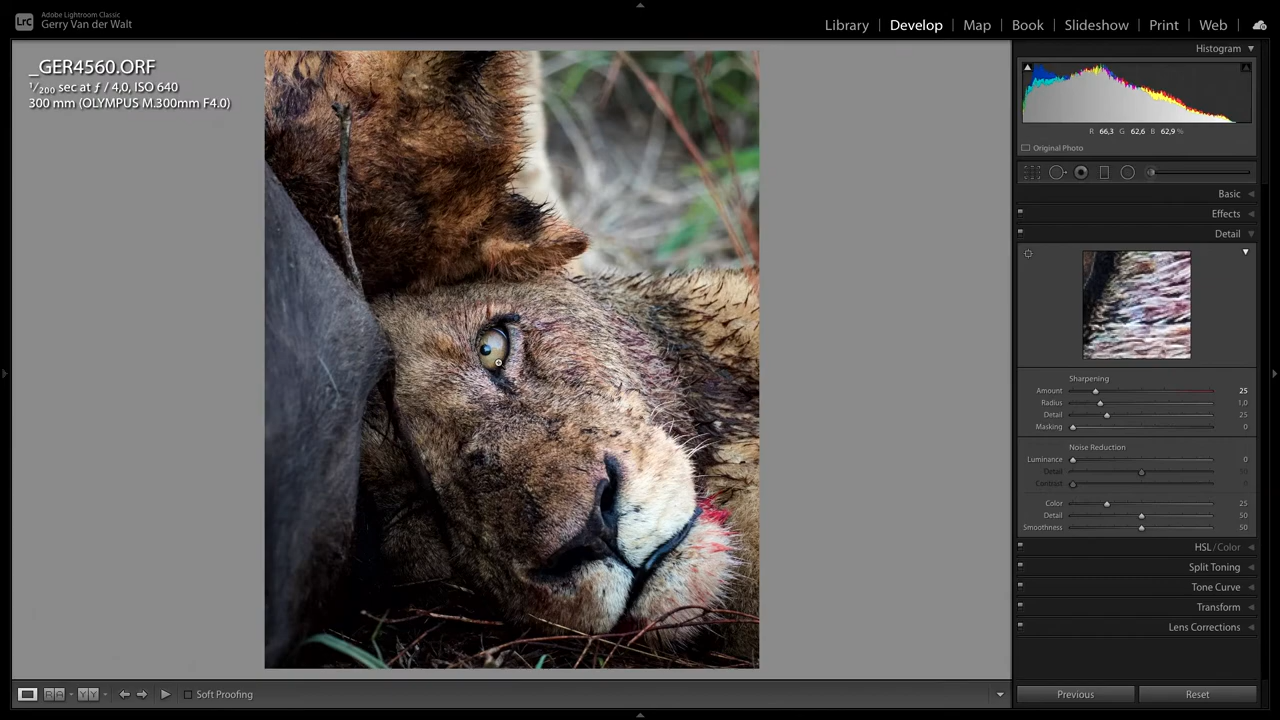 Lrc
Adobe Lightroom Classic
Gerry Van der Walt
Library | Develop | Map | Book | Slideshow | Print | Web
_GER4560.ORF
1/200 sec at ƒ / 4,0, ISO 640
300 mm (OLYMPUS M.300mm F4.0)
Histogram
R 66,3 G 62,6 B 62,9 %
Original Photo
Basic
Effects
Detail
Sharpening
Amount 25
Radius 1,0
Detail 25
Masking 0
Noise Reduction
Luminance 0
Detail 50
Contrast 0
Color 25
Detail 50
Smoothness 50
HSL / Color
Split Toning
Tone Curve
Transform
Lens Corrections
R A Y Y Soft Proofing
Previous Reset